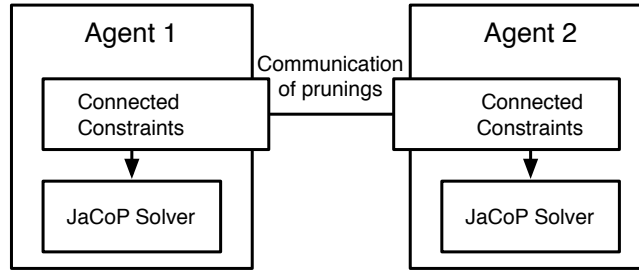 Agent 1
Agent 2
Communication
of prunings
Connected
Constraints
Connected
Constraints
JaCoP Solver
JaCoP Solver